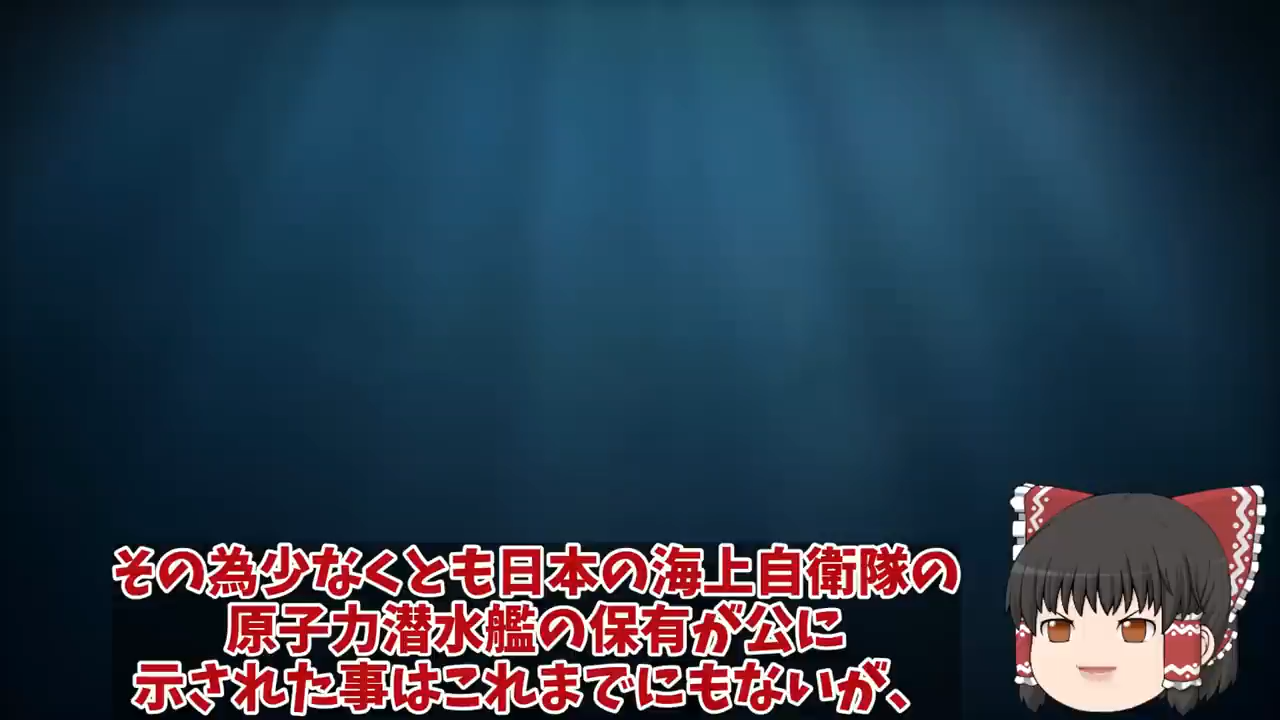 その為少なくとも日本の海上自衛隊の
原子力潜水艦の保有が公に
示された事はこれまでにもないが、